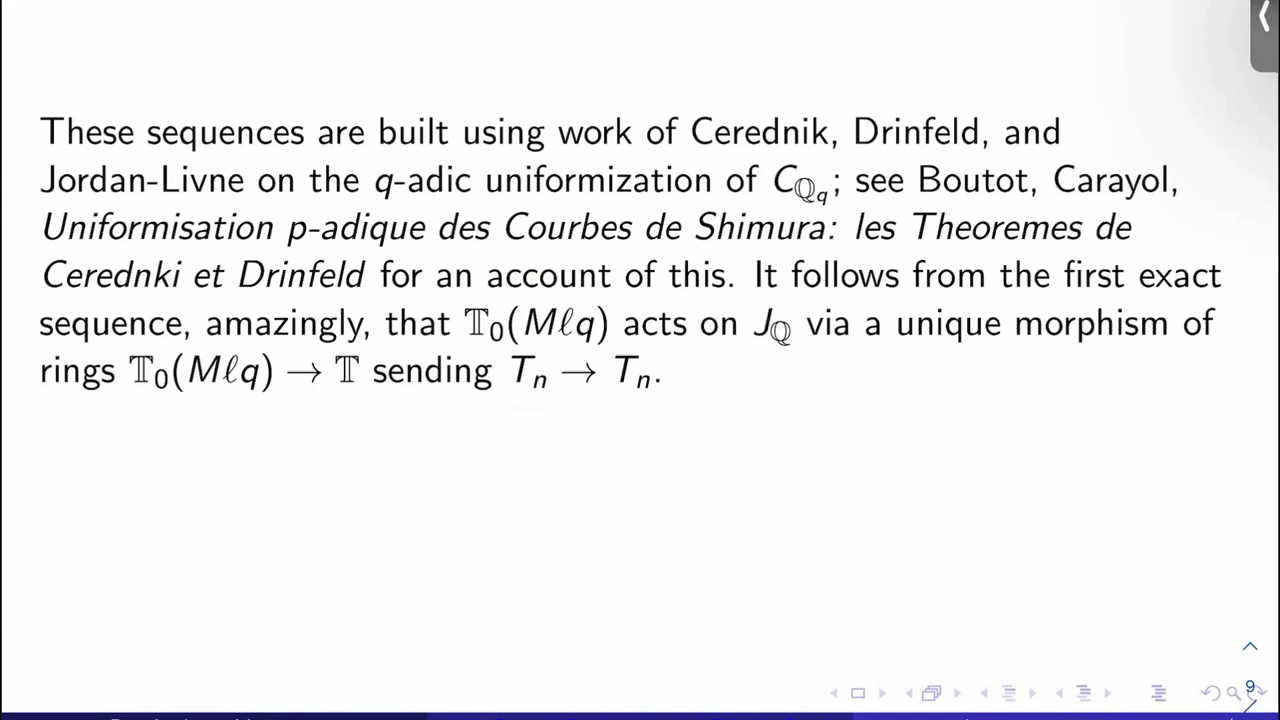 These sequences are built using work of Cerednik, Drinfeld, and
Jordan-Livne on the q-adic uniformization of C_{ℚ_q}; see Boutot, Carayol,
Uniformisation p-adique des Courbes de Shimura: les Theoremes de
Cerednki et Drinfeld for an account of this. It follows from the first exact
sequence, amazingly, that 𝕋₀(Mℓq) acts on J_ℚ via a unique morphism of
rings 𝕋₀(Mℓq) → 𝕋 sending Tₙ → Tₙ.
9